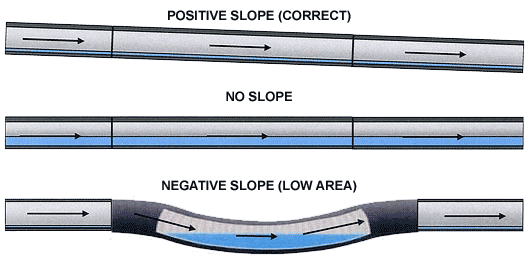 POSITIVE SLOPE (CORRECT)
NO SLOPE
NEGATIVE SLOPE (LOW AREA)